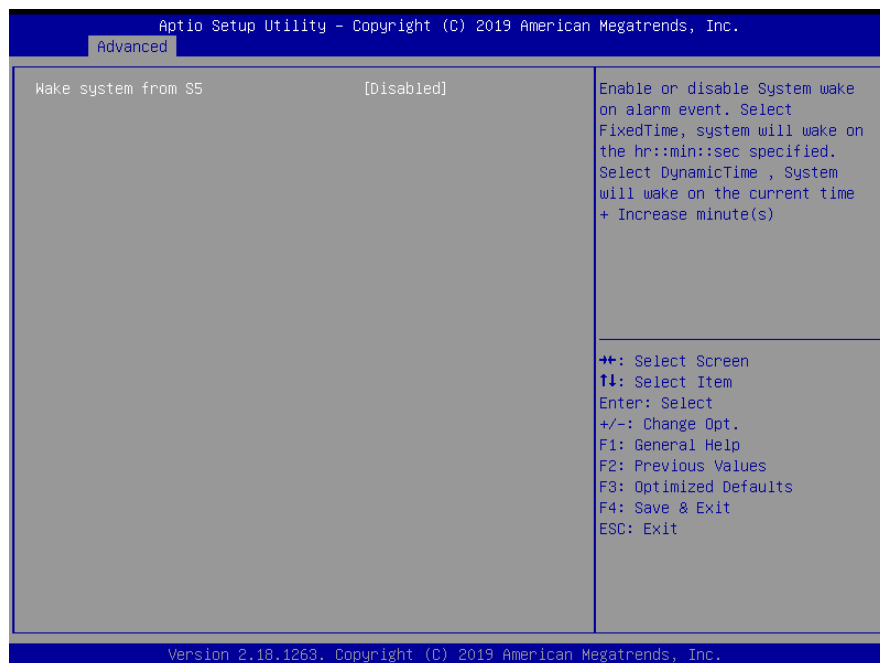 Aptio Setup Utility – Copyright (C) 2019 American Megatrends, Inc.
Advanced
Wake system from S5 [Disabled]
Enable or disable System wake
on alarm event. Select
FixedTime, system will wake on
the hr::min::sec specified.
Select DynamicTime , System
will wake on the current time
+ Increase minute(s)
→←: Select Screen
↑↓: Select Item
Enter: Select
+/-: Change Opt.
F1: General Help
F2: Previous Values
F3: Optimized Defaults
F4: Save & Exit
ESC: Exit
Version 2.18.1263. Copyright (C) 2019 American Megatrends, Inc.